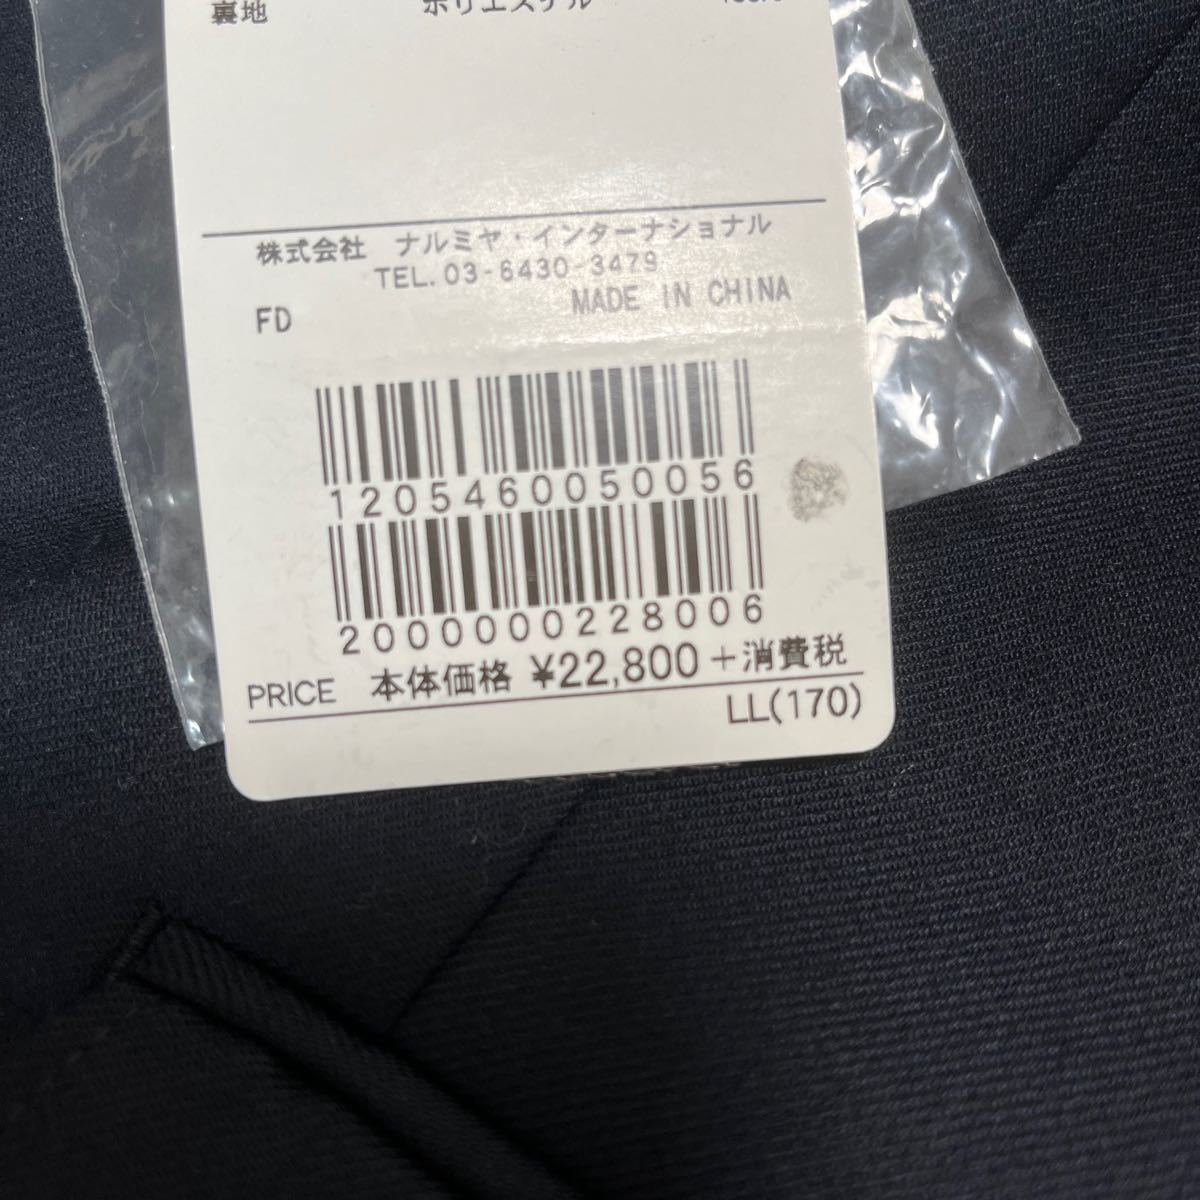 裏地 ポリエステル
株式会社 ナルミヤ・インターナショナル
TEL. 03-6430-3479
FD MADE IN CHINA
1205460050056
2000000228006
PRICE 本体価格 ¥22,800 +消費税
LL(170)